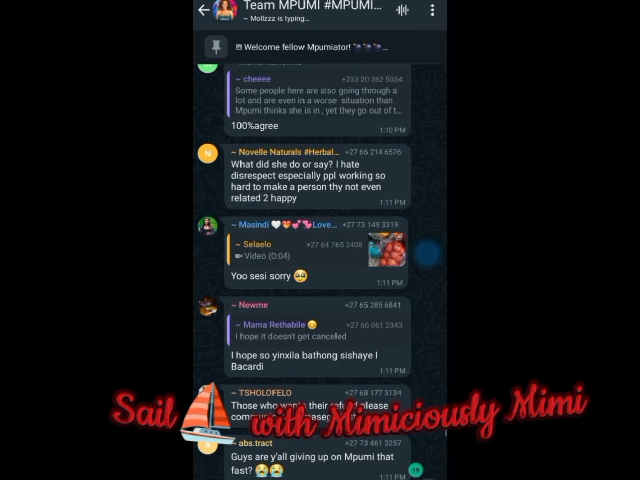 Team MPUMI #MPUMI...
~ Mollzzz is typing...
Welcome fellow Mpumiator! 💣💣💣...
~ cheeee +233 20 362 5034
Some people here are also going through a
lot and are even in a worse situation than
Mpumi thinks she is in , yet they go out t...
100%agree
1:10 PM
N
~ Novelle Naturals #Herbal... +27 66 214 6576
What did she do or say? I hate
disrespect especially ppl working so
hard to make a person thy not even
related 2 happy
1:11 PM
~ Masindi 🤍💝💕💞Love... +27 73 149 3319
~ Selaelo +27 64 765 2408
Video (0:04)
Yoo sesi sorry 🥹
1:11 PM
~ Newme +27 65 285 6841
~ Mama Rethabile 😊 +27 66 061 2343
I hope it doesn't get canceled
I hope so yinxila bathong sishaye I
Bacardi
1:11 PM
~ TSHOLOFELO +27 68 177 3134
Those who want their refund please
Sail ⛵ with Mimiciously Mimi
N
~ abs.tract +27 73 461 3257
Guys are y'all giving up on Mpumi that
fast? 😭😭
1:11 PM
19